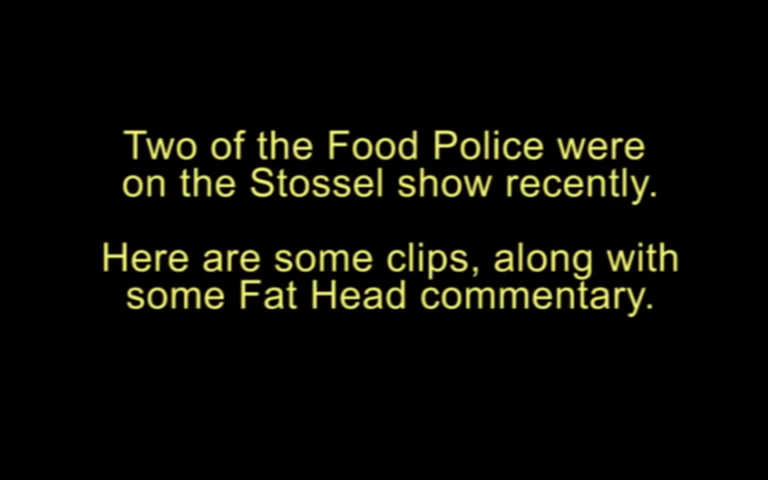 Two of the Food Police were
on the Stossel show recently.
Here are some clips, along with
some Fat Head commentary.